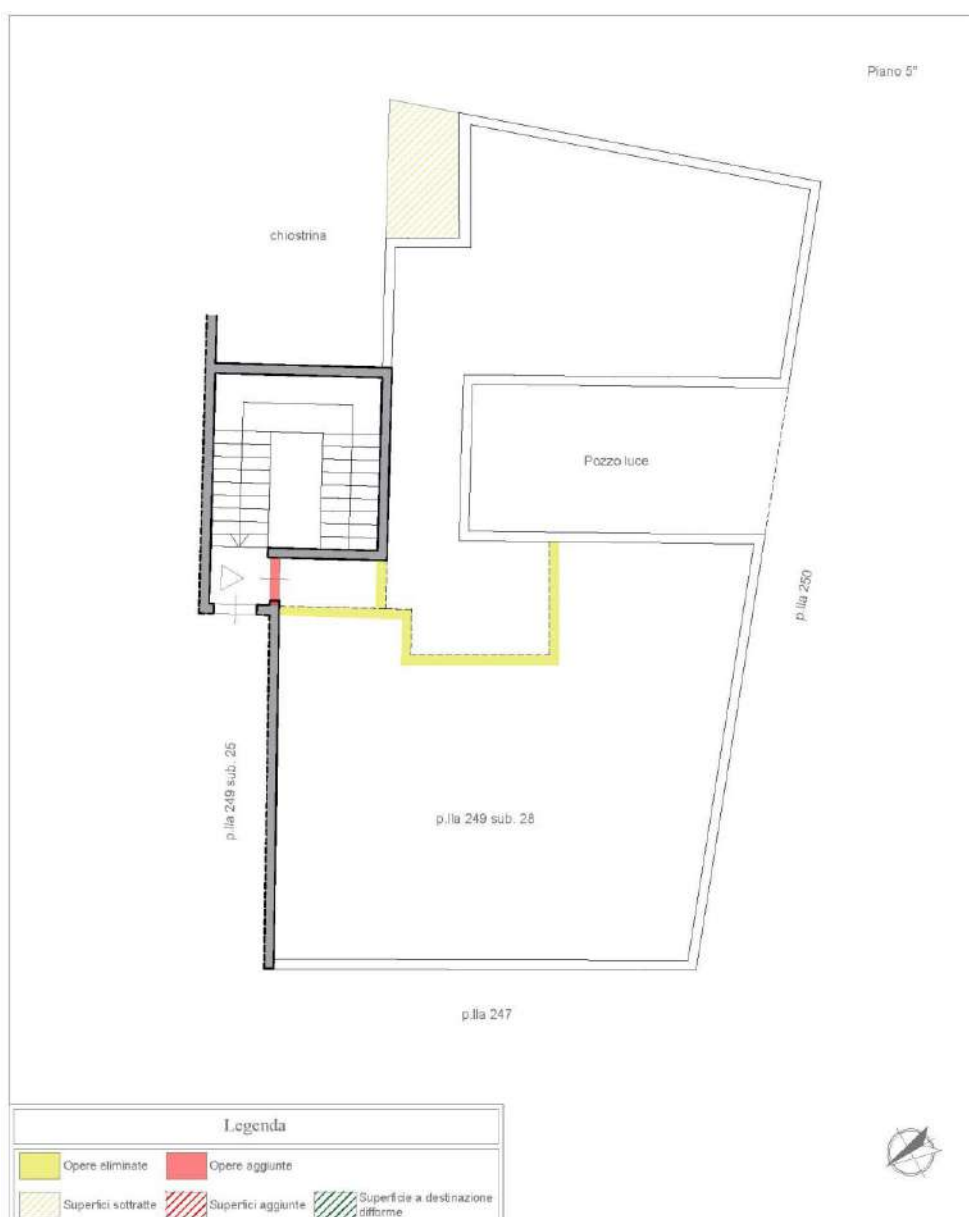 Piano 5°
chiostrina
Pozzo luce
p.lla 250
p.lla 249 sub. 25
p.lla 249 sub. 28
p.lla 247
Legenda
Opere eliminate
Opere aggiunte
Superfici sottratte
Superfici aggiunte
Superficie a destinazione
difforme